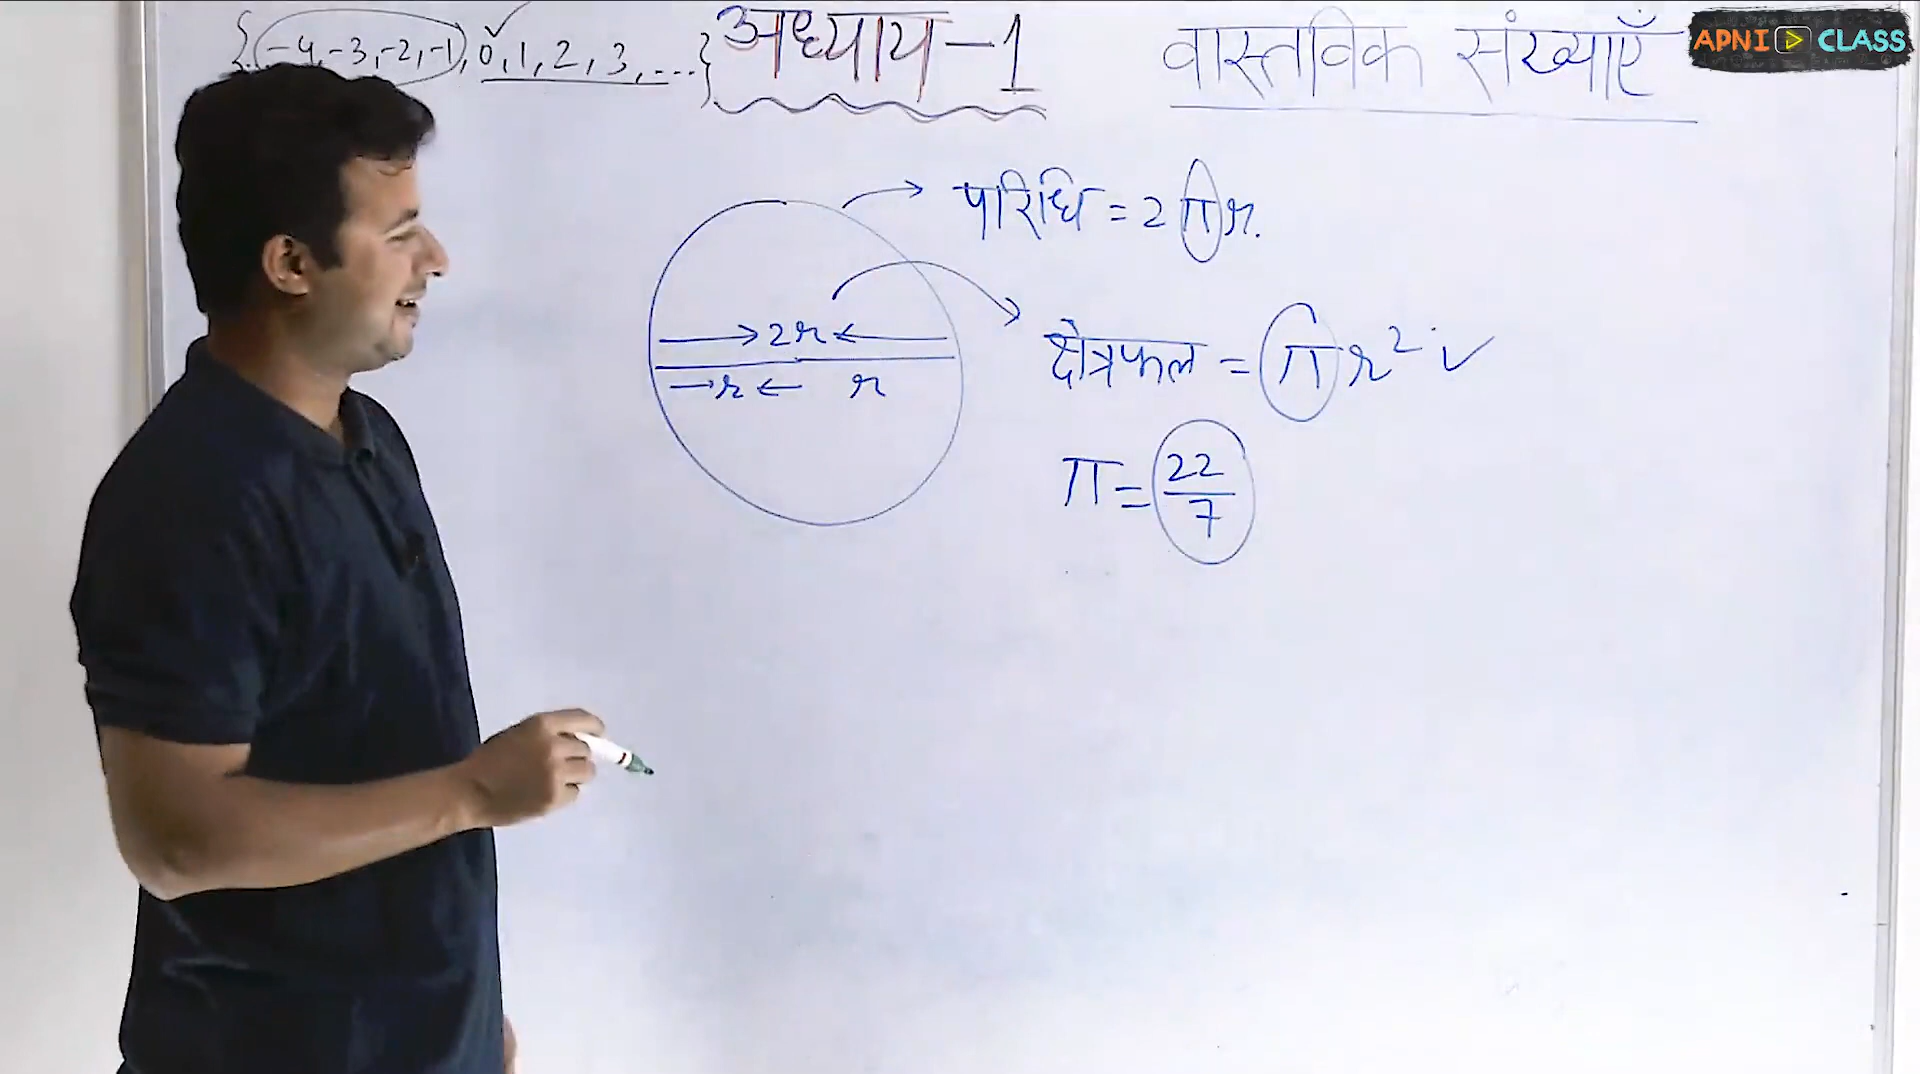 {-4,-3,-2,-1,0,1,2,3,...} अध्याय-1 वास्तविक संख्याएँ
APNI CLASS
परिधि = 2πr.
→ 2r ←
→ r ← r
क्षेत्रफल = πr² ✓
π = 22/7